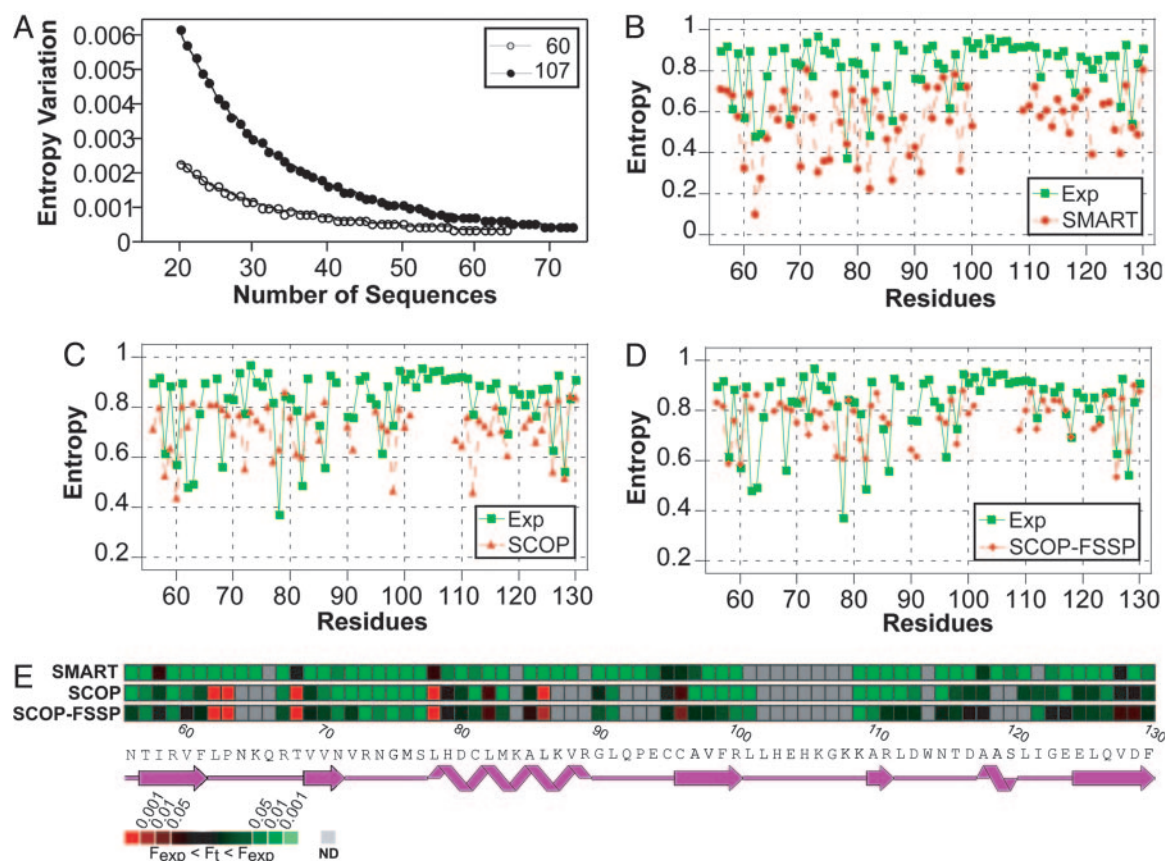 A
0.006
0.005
0.004
0.003
0.002
0.001
0
Entropy Variation
20 30 40 50 60 70
Number of Sequences
60
107
B
1
0.8
0.6
0.4
0.2
0
Entropy
60 70 80 90 100 110 120 130
Residues
Exp
SMART
C
1
0.8
0.6
0.4
0.2
Entropy
60 70 80 90 100 110 120 130
Residues
Exp
SCOP
D
1
0.8
0.6
0.4
0.2
Entropy
60 70 80 90 100 110 120 130
Residues
Exp
SCOP-FSSP
E
SMART
SCOP
SCOP-FSSP
60 70 80 90 100 110 120 130
NTIRVFLPNKQRTVVNVRNGMSLHDCLMKALKVRGLQPECCAVFRLLHEHKGKKARLDWNTDAASLIGEELQVDF
0.001 0.01 0.05 0.05 0.01 0.001
Fexp < Ft < Fexp
ND